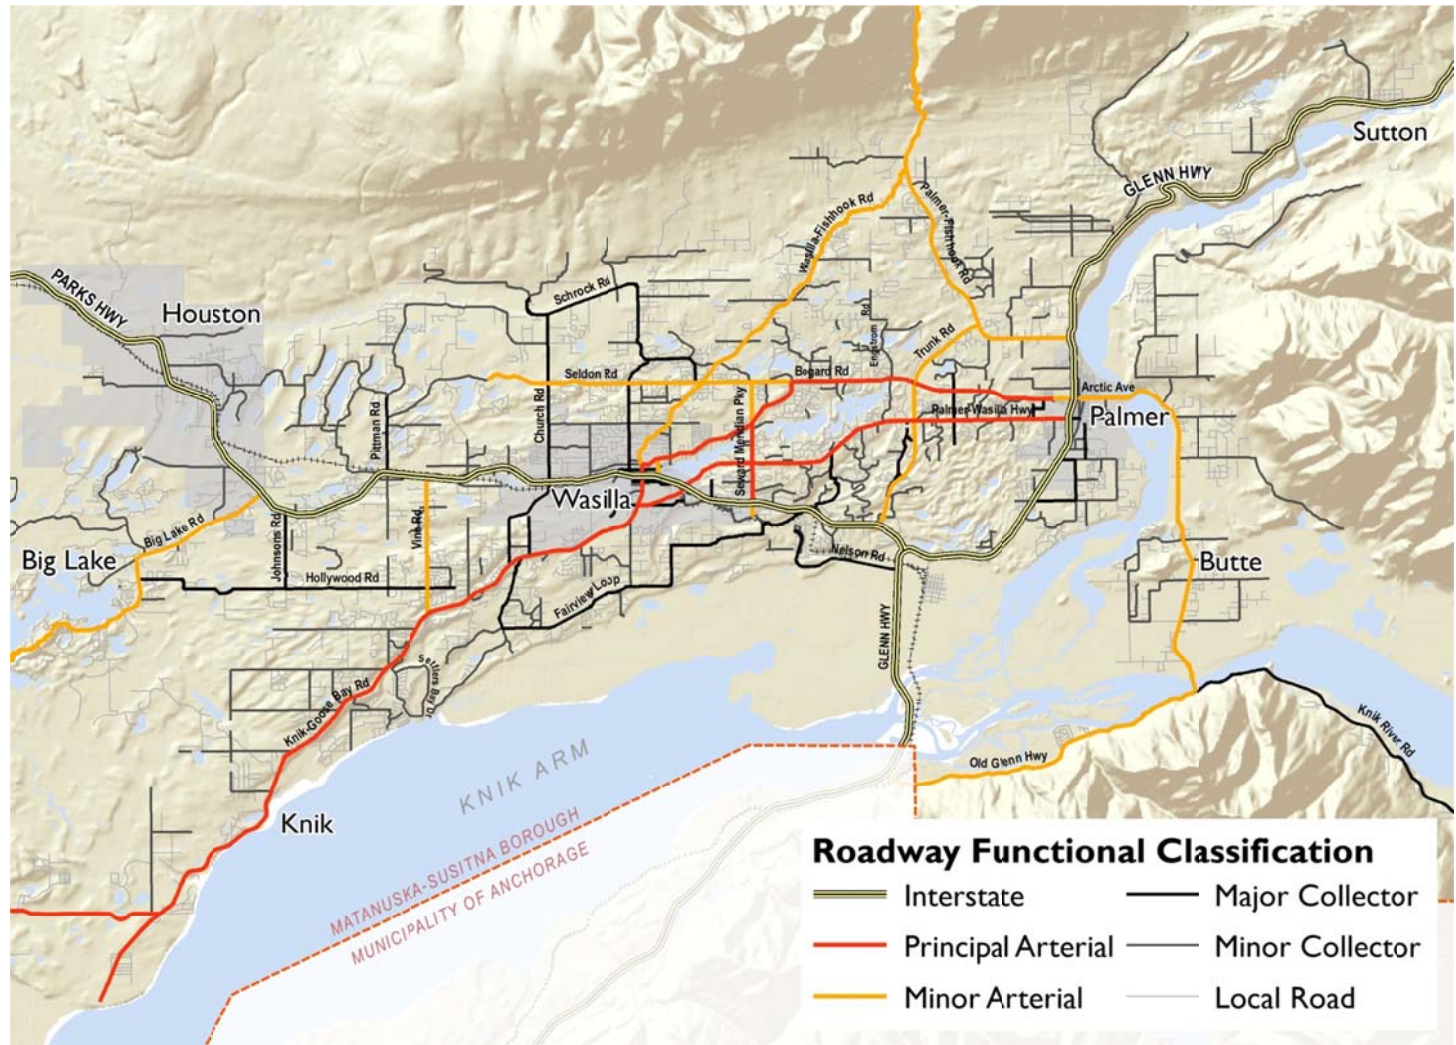 Sutton
GLENN HWY
Wasilla-Fishhook Rd
Palmer-Fishhook Rd
PARKS HWY
Houston
Schrock Rd
Engstrom Rd
Trunk Rd
Seldon Rd
Bogard Rd
Church Rd
Pittman Rd
Seward Meridian Pky
Arctic Ave
Palmer-Wasilla Hwy
Palmer
Wasilla
Big Lake Rd
Johnsons Rd
Vine Rd
Big Lake
Hollywood Rd
Nelson Rd
Butte
Fairview Loop
GLENN HWY
Settlers Bay Dr
Knik-Goose Bay Rd
Knik River Rd
KNIK ARM
Old Glenn Hwy
Knik
MATANUSKA-SUSITNA BOROUGH
MUNICIPALITY OF ANCHORAGE
Roadway Functional Classification
Interstate
Major Collector
Principal Arterial
Minor Collector
Minor Arterial
Local Road